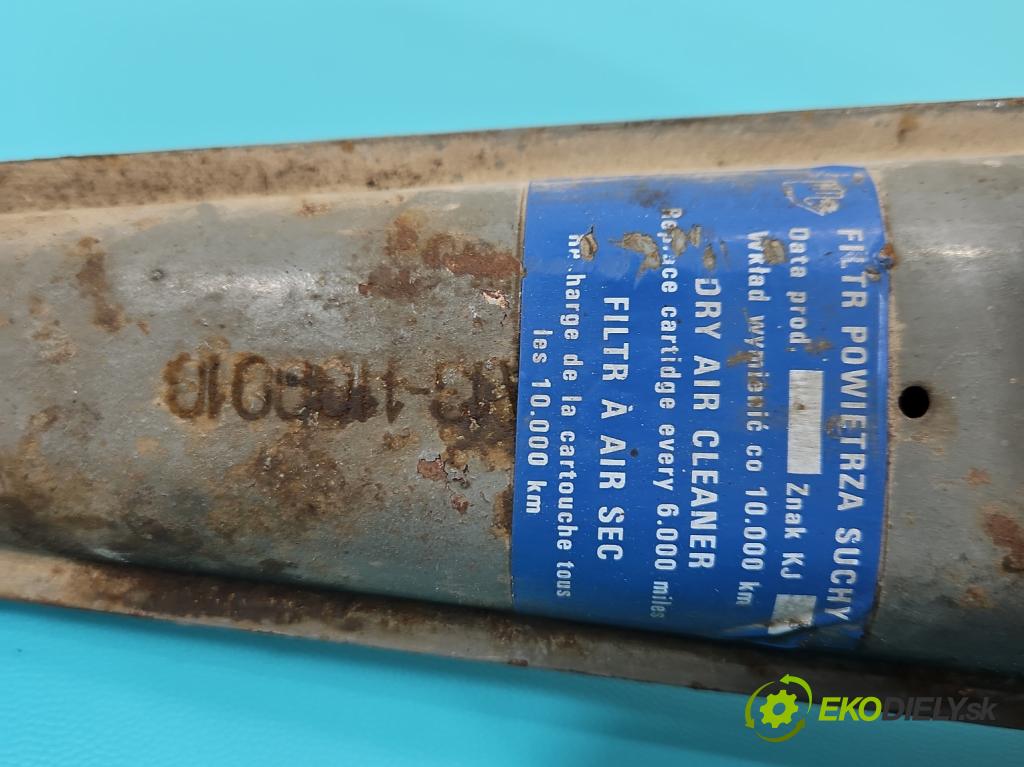 FILTR POWIETRZA SUCHY
Data prod. Znak KJ
Wkład wymienić co 10.000 km
DRY AIR CLEANER
Replace cartidge every 6.000 miles
FILTR À AIR SEC
harge de la cartouche tous
les 10.000 km
EKODIELY.sk